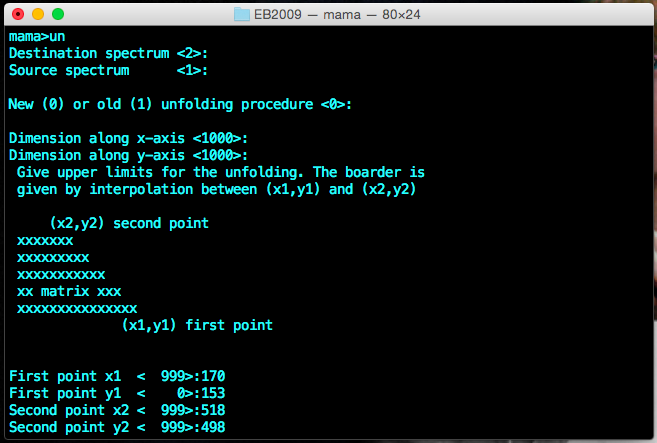 EB2009 — mama — 80×24
mama>un
Destination spectrum <2>:
Source spectrum      <1>:
New (0) or old (1) unfolding procedure <0>:
Dimension along x-axis <1000>:
Dimension along y-axis <1000>:
 Give upper limits for the unfolding. The boarder is
 given by interpolation between (x1,y1) and (x2,y2)
     (x2,y2) second point
 xxxxxxx
 xxxxxxxxx
 xxxxxxxxxxx
 xx matrix xxx
 xxxxxxxxxxxxxxx
              (x1,y1) first point
First point x1  <  999>:170
First point y1  <    0>:153
Second point x2 <  999>:518
Second point y2 <  999>:498